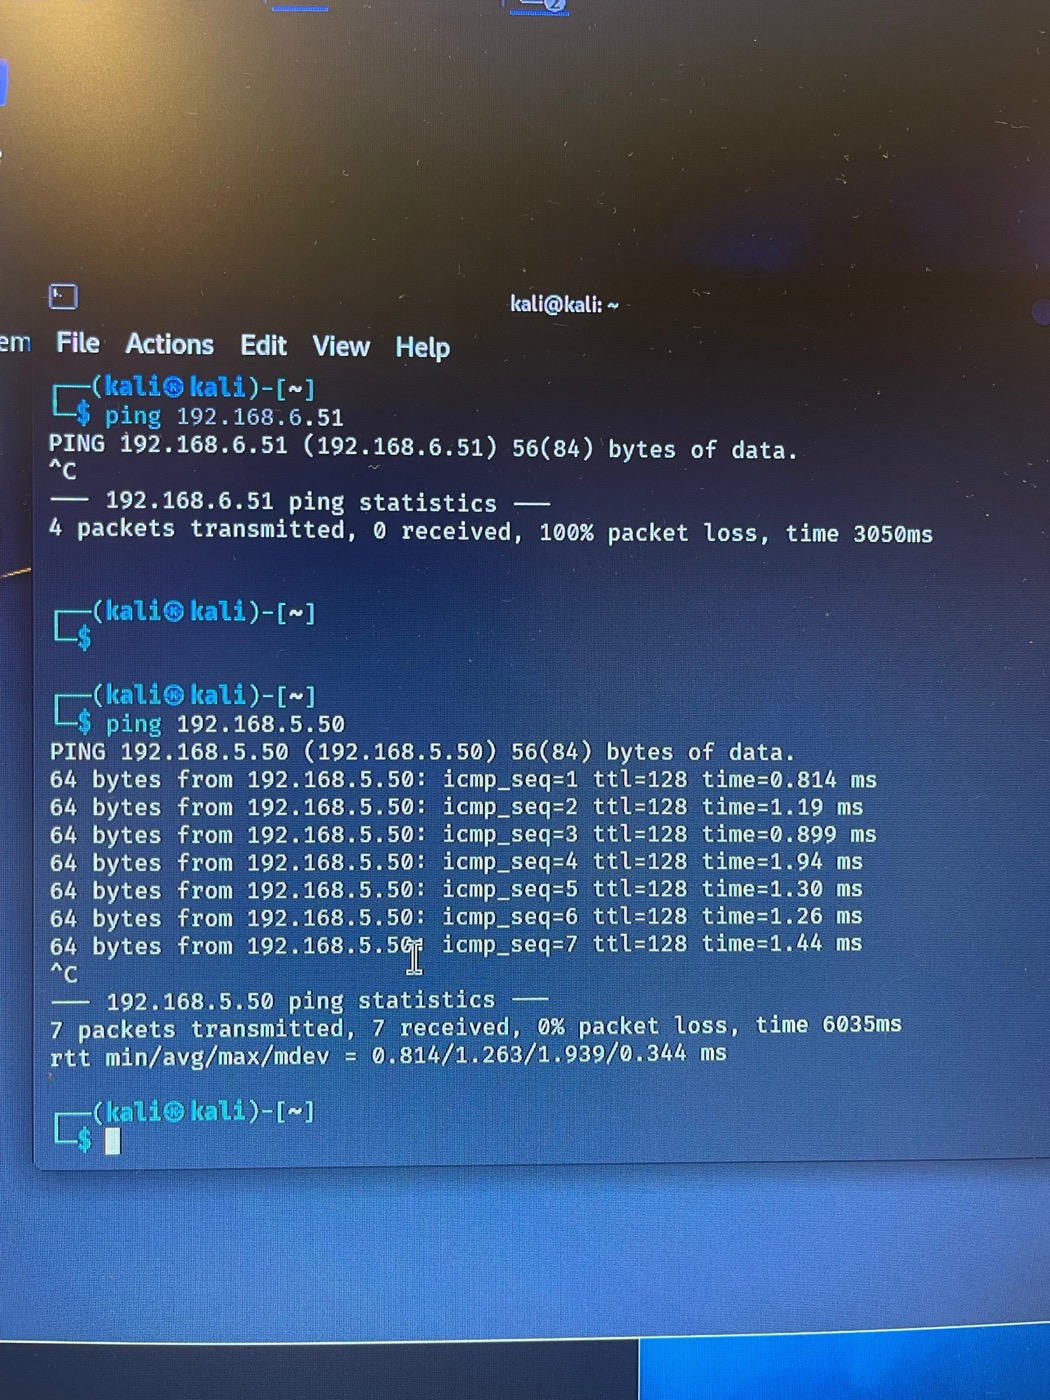 kali@kali: ~
em File Actions Edit View Help
┌──(kali㉿kali)-[~]
└─$ ping 192.168.6.51
PING 192.168.6.51 (192.168.6.51) 56(84) bytes of data.
^C
── 192.168.6.51 ping statistics ──
4 packets transmitted, 0 received, 100% packet loss, time 3050ms
┌──(kali㉿kali)-[~]
└─$
┌──(kali㉿kali)-[~]
└─$ ping 192.168.5.50
PING 192.168.5.50 (192.168.5.50) 56(84) bytes of data.
64 bytes from 192.168.5.50: icmp_seq=1 ttl=128 time=0.814 ms
64 bytes from 192.168.5.50: icmp_seq=2 ttl=128 time=1.19 ms
64 bytes from 192.168.5.50: icmp_seq=3 ttl=128 time=0.899 ms
64 bytes from 192.168.5.50: icmp_seq=4 ttl=128 time=1.94 ms
64 bytes from 192.168.5.50: icmp_seq=5 ttl=128 time=1.30 ms
64 bytes from 192.168.5.50: icmp_seq=6 ttl=128 time=1.26 ms
64 bytes from 192.168.5.50: icmp_seq=7 ttl=128 time=1.44 ms
^C
── 192.168.5.50 ping statistics ──
7 packets transmitted, 7 received, 0% packet loss, time 6035ms
rtt min/avg/max/mdev = 0.814/1.263/1.939/0.344 ms
┌──(kali㉿kali)-[~]
└─$